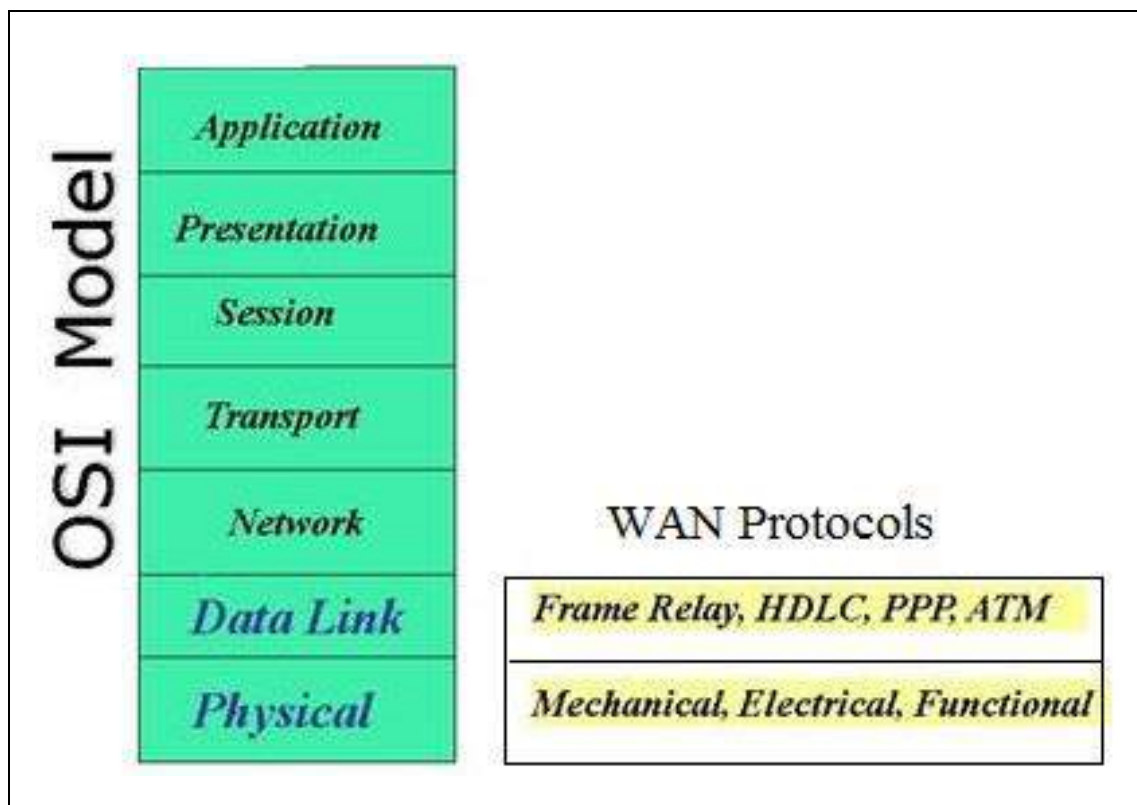 OSI Model
Application
Presentation
Session
Transport
Network
Data Link
Physical
WAN Protocols
Frame Relay, HDLC, PPP, ATM
Mechanical, Electrical, Functional